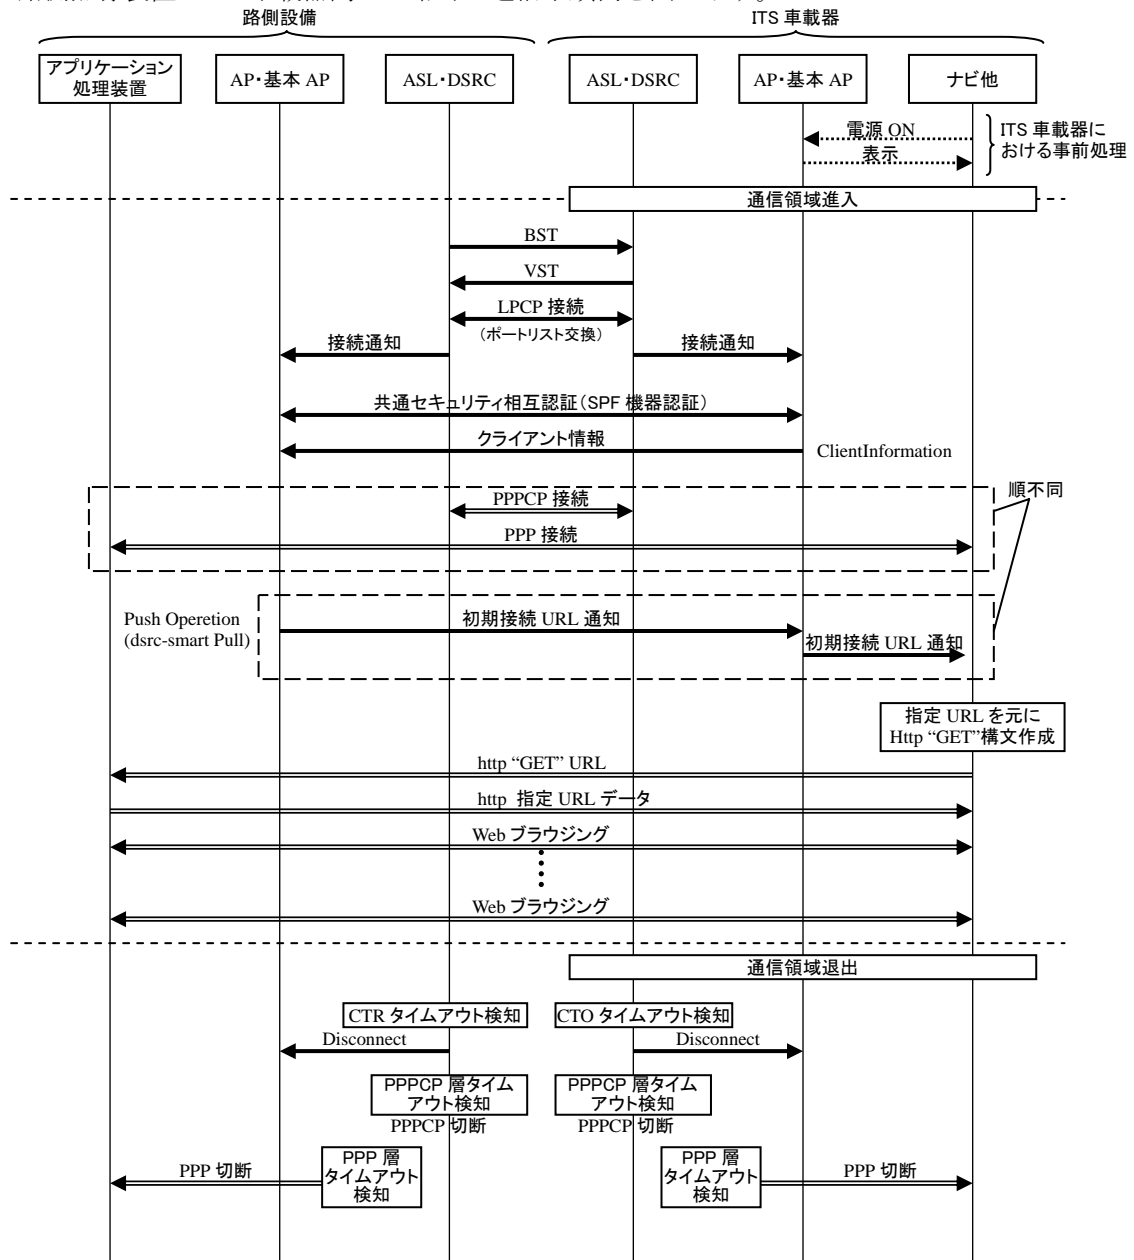 路側設備
ITS 車載器
アプリケーション
処理装置
AP・基本 AP
ASL・DSRC
ASL・DSRC
AP・基本 AP
ナビ他
電源 ON
表示
ITS 車載器に
おける事前処理
通信領域進入
BST
VST
LPCP 接続
(ポートリスト交換)
接続通知
接続通知
共通セキュリティ相互認証(SPF 機器認証)
クライアント情報
ClientInformation
順不同
PPPCP 接続
PPP 接続
Push Operetion
(dsrc-smart Pull)
初期接続 URL 通知
初期接続 URL 通知
指定 URL を元に
Http “GET”構文作成
http “GET” URL
http 指定 URL データ
Web ブラウジング
Web ブラウジング
通信領域退出
CTR タイムアウト検知
CTO タイムアウト検知
Disconnect
Disconnect
PPPCP 層タイム
アウト検知
PPPCP 層タイム
アウト検知
PPPCP 切断
PPPCP 切断
PPP 切断
PPP 層
タイムアウト
検知
PPP 層
タイムアウト
検知
PPP 切断